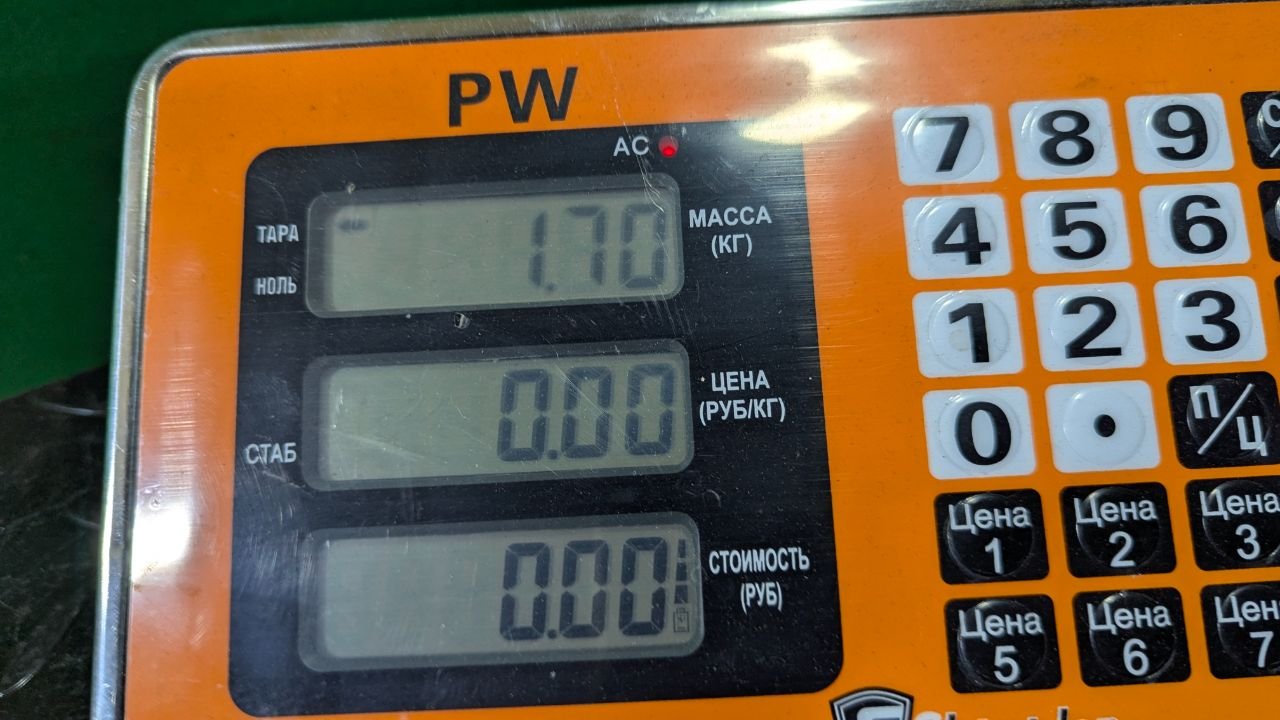 PW
AC
ТАРА
НОЛЬ
1.70
МАССА
(КГ)
СТАБ
0.00
ЦЕНА
(РУБ/КГ)
0.00
СТОИМОСТЬ
(РУБ)
7 8 9
4 5 6
1 2 3
0 . П/Ц
Цена 1 Цена 2 Цена 3
Цена 5 Цена 6 Цена 7